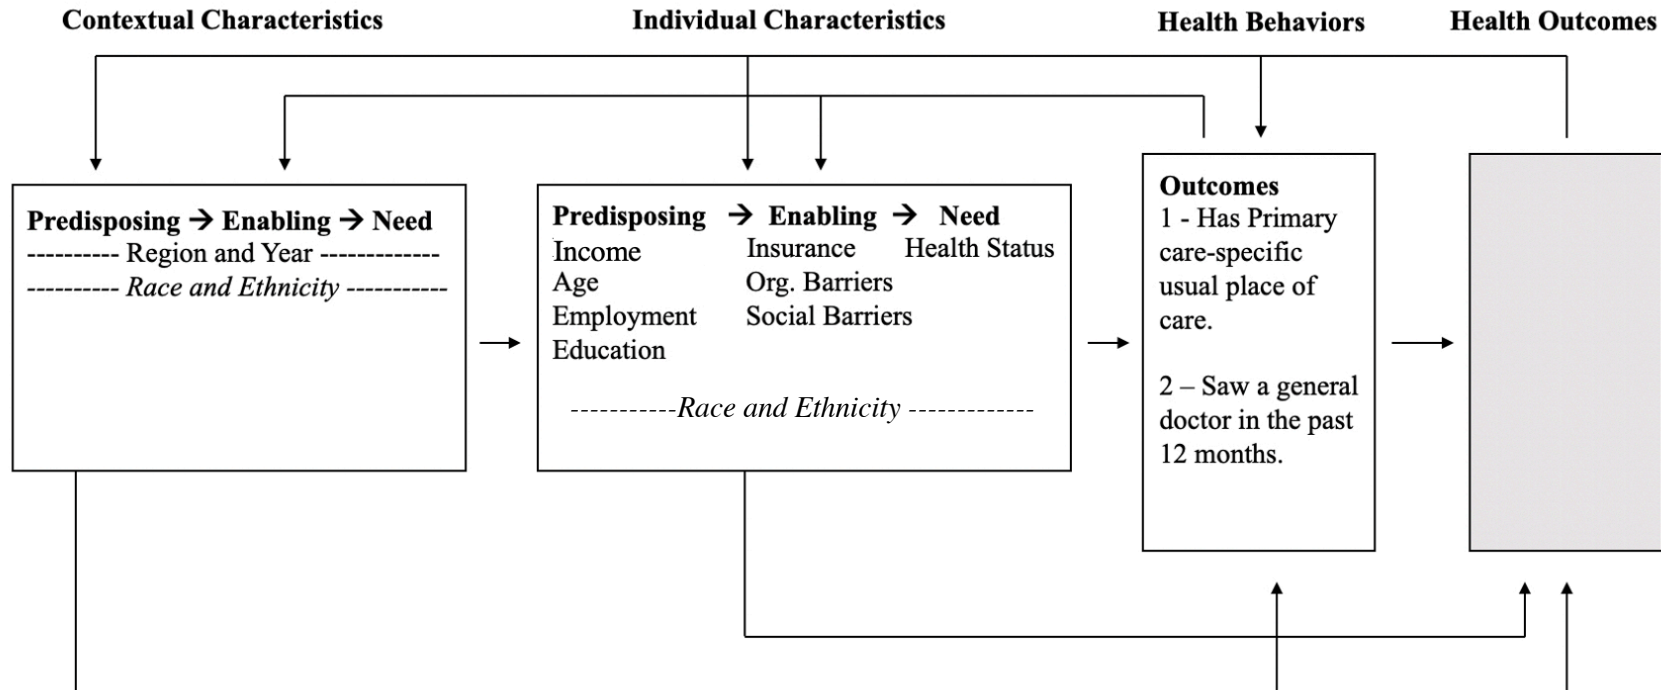 Contextual Characteristics
Individual Characteristics
Health Behaviors
Health Outcomes
Predisposing → Enabling → Need
---------- Region and Year -------------
---------- Race and Ethnicity -----------
Predisposing → Enabling → Need
Income Insurance Health Status
Age Org. Barriers
Employment Social Barriers
Education
-----------Race and Ethnicity -------------
Outcomes
1 - Has Primary
care-specific
usual place of
care.
2 – Saw a general
doctor in the past
12 months.